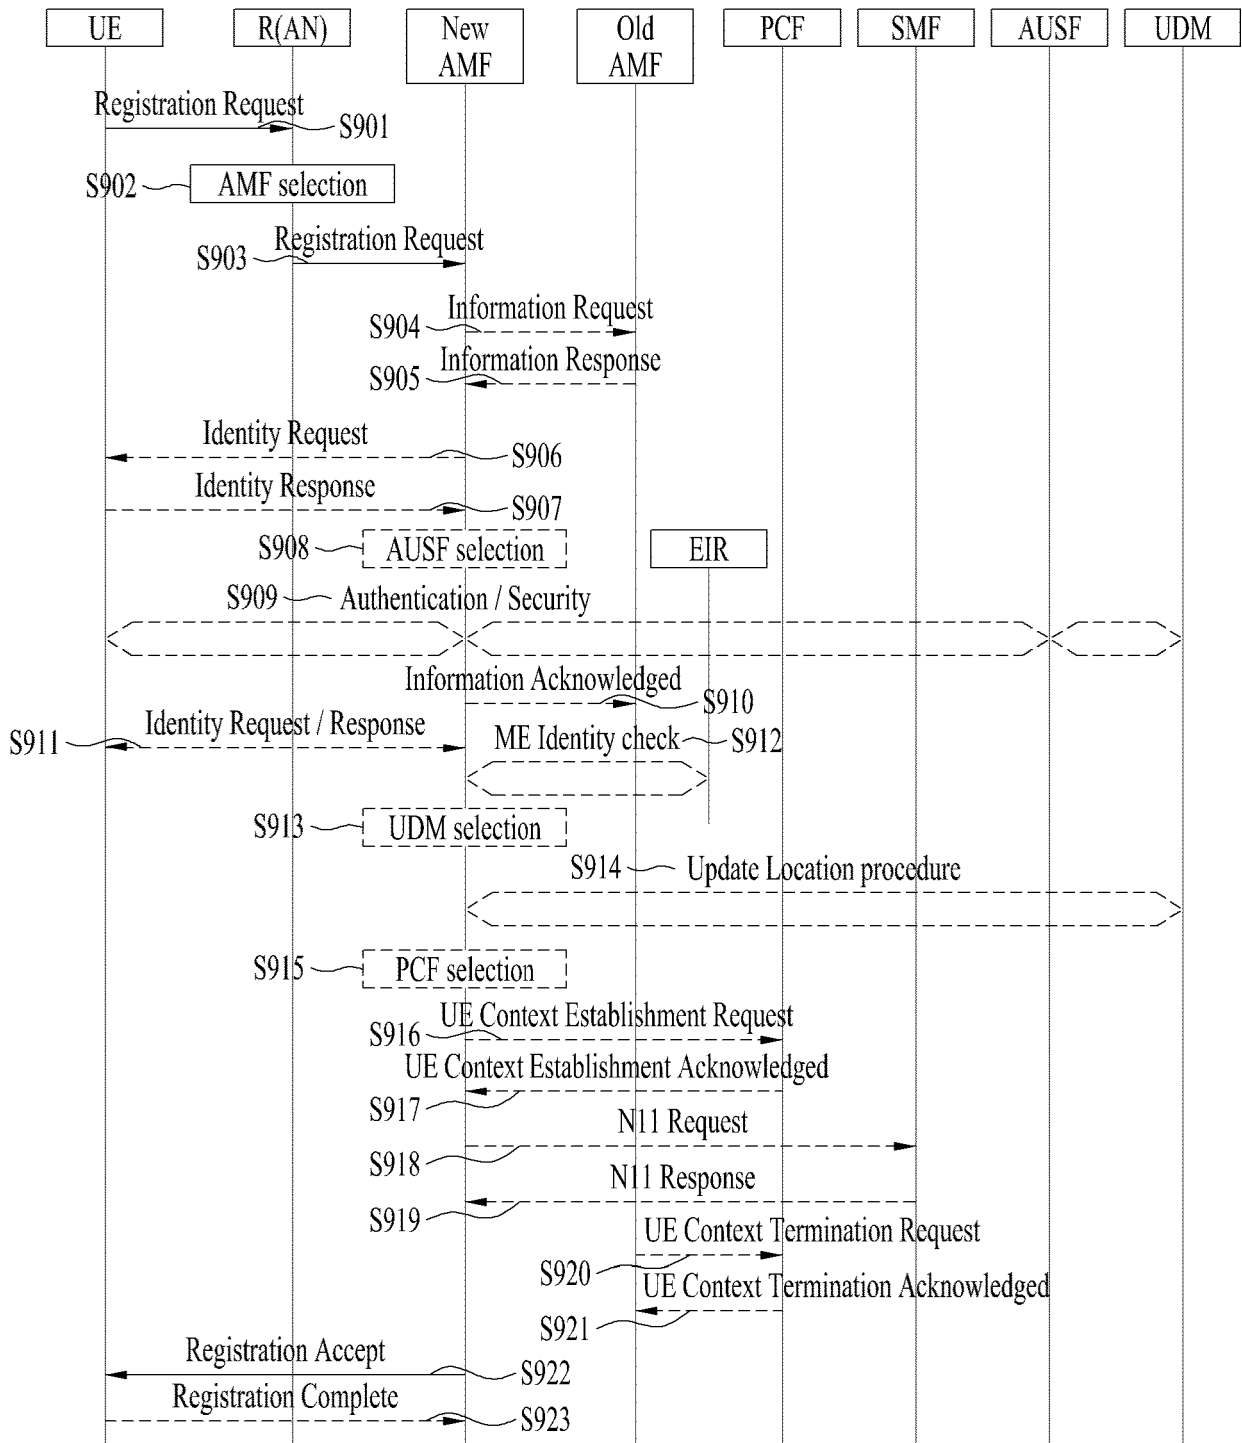 UE
R(AN)
New
AMF
Old
AMF
PCF
SMF
AUSF
UDM
Registration Request
S901
S902
AMF selection
Registration Request
S903
Information Request
S904
Information Response
S905
Identity Request
S906
Identity Response
S907
S908
AUSF selection
EIR
S909
Authentication / Security
Information Acknowledged
S910
Identity Request / Response
S911
ME Identity check
S912
S913
UDM selection
S914
Update Location procedure
S915
PCF selection
UE Context Establishment Request
S916
UE Context Establishment Acknowledged
S917
N11 Request
S918
N11 Response
S919
UE Context Termination Request
S920
UE Context Termination Acknowledged
S921
Registration Accept
S922
Registration Complete
S923